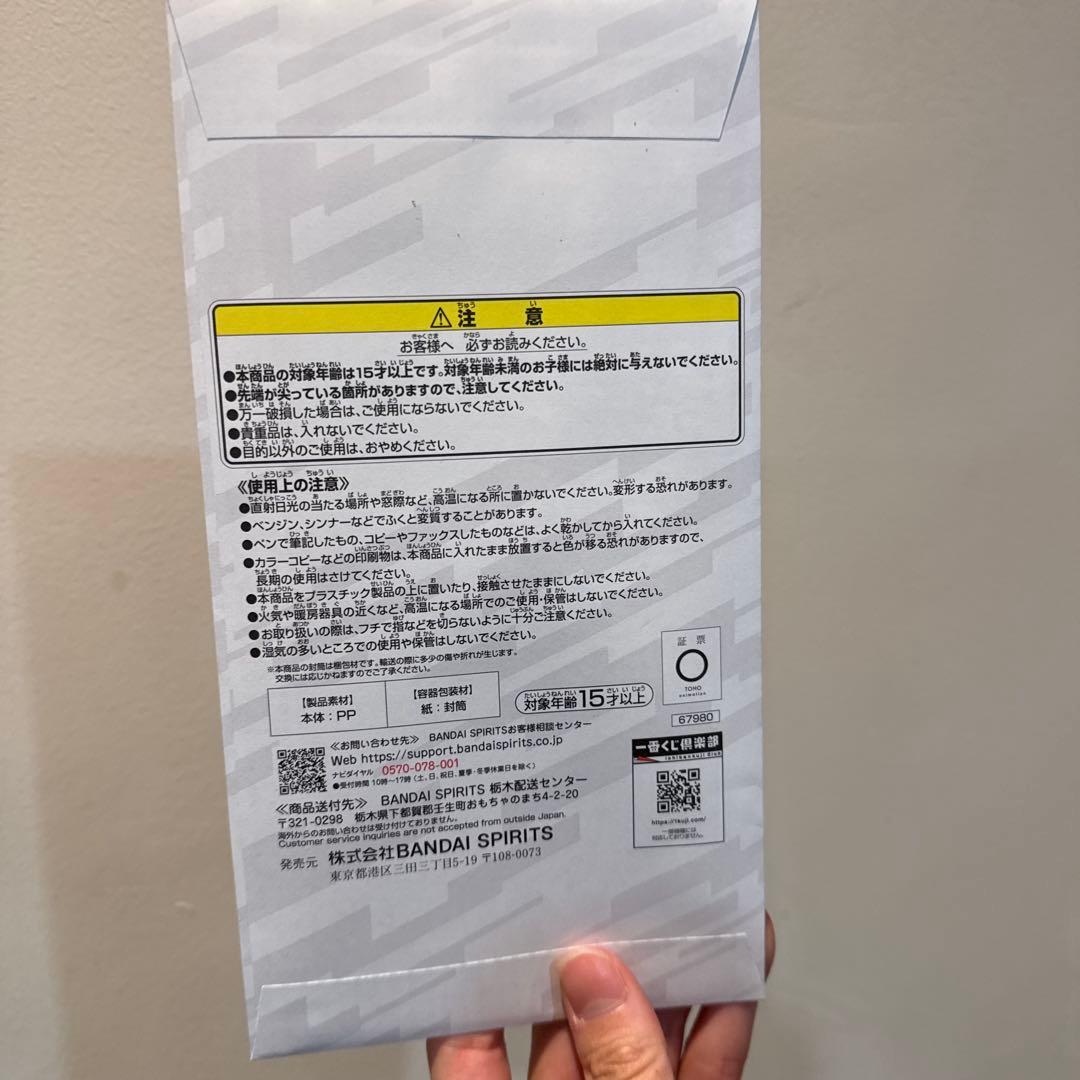 ⚠注意
お客様へ 必ずお読みください。
●本商品の対象年齢は15才以上です。対象年齢未満のお子様には絶対に与えないでください。
●先端が尖っている箇所がありますので、注意してください。
●万一破損した場合は、ご使用にならないでください。
●貴重品は、入れないでください。
●目的以外のご使用は、おやめください。
《使用上の注意》
●直射日光の当たる場所や窓際など、高温になる所に置かないでください。変形する恐れがあります。
●ベンジン、シンナーなどでふくと変質することがあります。
●ペンで筆記したもの、コピーやファックスしたものなどは、よく乾かしてから入れてください。
●カラーコピーなどの印刷物は、本商品に入れたまま放置すると色が移る恐れがありますので、
長期の使用はさけてください。
●本商品をプラスチック製品の上に置いたり、接触させたままにしないでください。
●火気や暖房器具の近くなど、高温になる場所でのご使用・保管はしないでください。
●お取り扱いの際は、フチで指などを切らないように十分ご注意ください。
●湿気の多いところでの使用や保管はしないでください。
※本商品の封筒は梱包材です。輸送の際に多少の傷や折れが生じます。
交換には応じかねますのでご了承ください。
【製品素材】
本体：PP
【容器包装材】
紙：封筒
対象年齢15才以上
証票
TOHO
animation
67980
《お問い合わせ先》 BANDAI SPIRITSお客様相談センター
Web https://support.bandaispirits.co.jp
ナビダイヤル 0570-078-001
●受付時間 10時〜17時（土、日、祝日、夏季・冬季休業日を除く）
《商品送付先》 BANDAI SPIRITS 栃木配送センター
〒321-0298 栃木県下都賀郡壬生町おもちゃのまち4-2-20
海外からのお問い合わせは受け付けておりません。
Customer service inquiries are not accepted from outside Japan.
発売元 株式会社BANDAI SPIRITS
東京都港区三田三丁目5-19 〒108-0073
一番くじ倶楽部
Ichibankuji Club
https://1kuji.com/
一部機種には
対応しておりません。